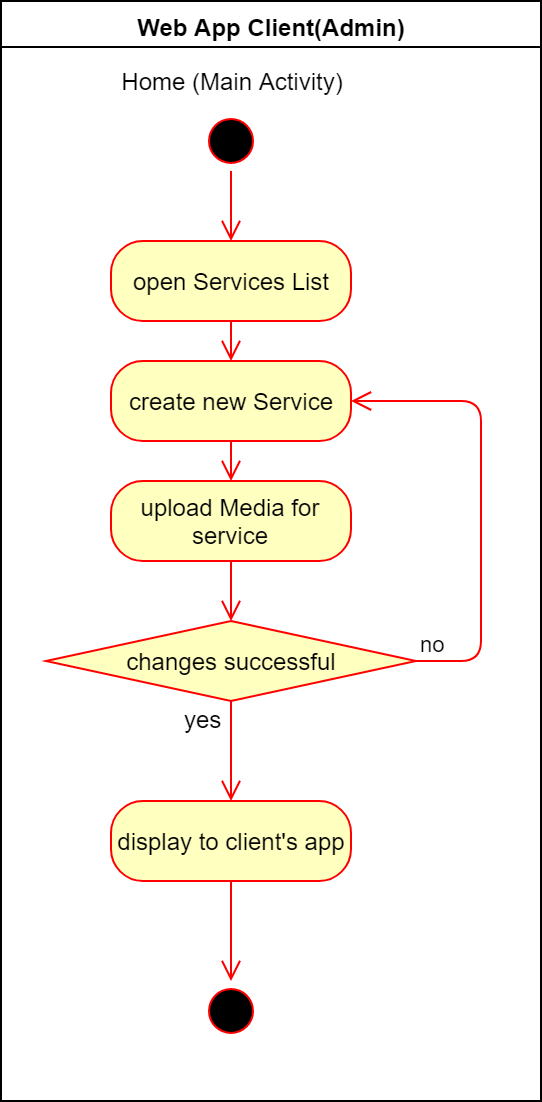 Web App Client(Admin)
Home (Main Activity)
open Services List
create new Service
upload Media for
service
changes successful
no
yes
display to client's app